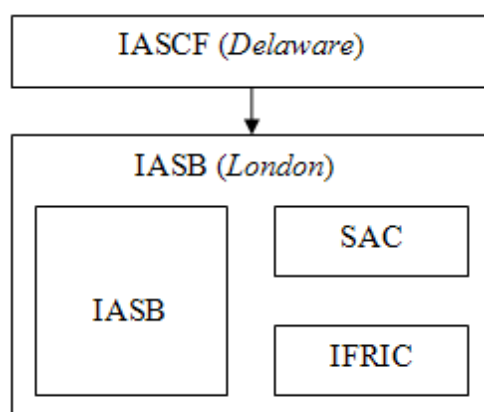 IASCF (Delaware)
IASB (London)
IASB
SAC
IFRIC